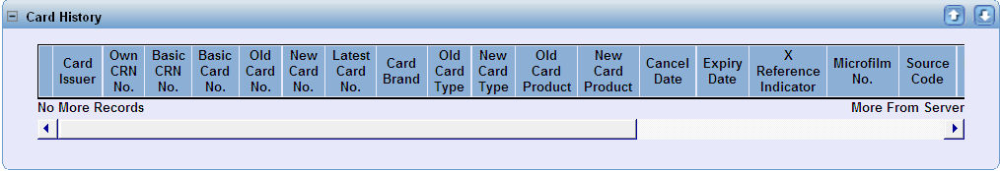 Card History
Card Issuer
Own CRN No.
Basic CRN No.
Basic Card No.
Old Card No.
New Card No.
Latest Card No.
Card Brand
Old Card Type
New Card Type
Old Card Product
New Card Product
Cancel Date
Expiry Date
X Reference Indicator
Microfilm No.
Source Code
No More Records
More From Server